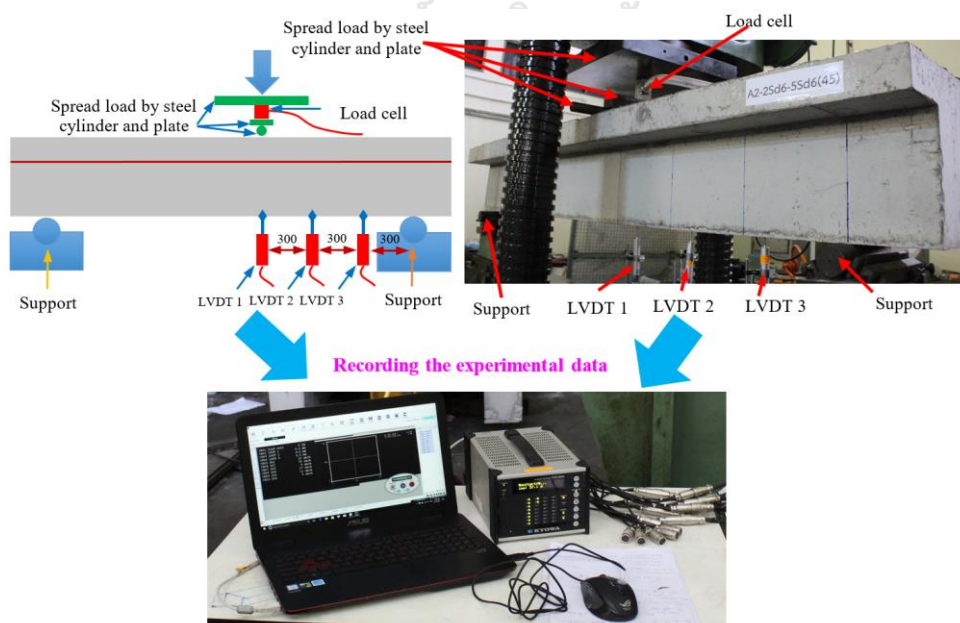 Spread load by steel
cylinder and plate
Load cell
Spread load by steel
cylinder and plate
Load cell
A2-2Sd6-5Sd6(45)
300
300
300
Support
LVDT 1
LVDT 2
LVDT 3
Support
Support
LVDT 1
LVDT 2
LVDT 3
Support
Recording the experimental data
ASUS
KYOWA